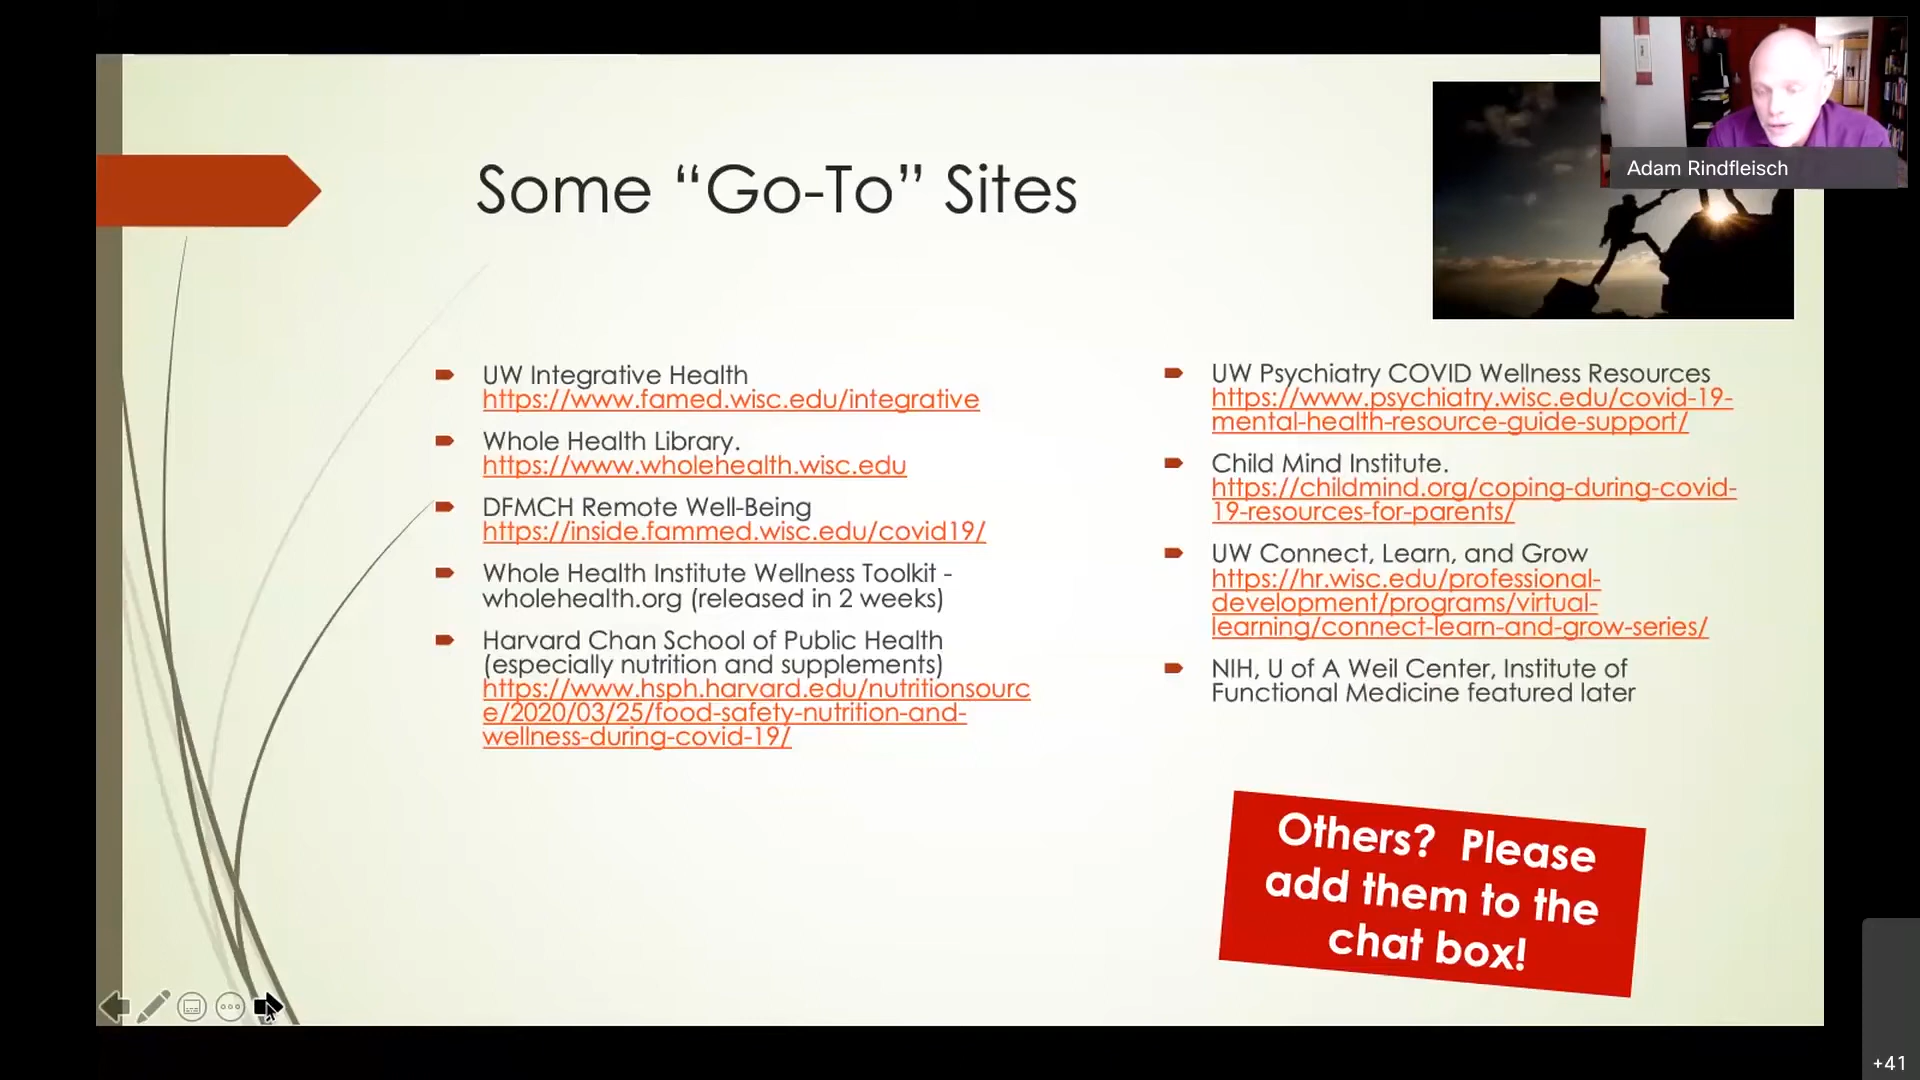 Some “Go-To” Sites
UW Integrative Health
https://www.famed.wisc.edu/integrative
Whole Health Library.
https://www.wholehealth.wisc.edu
DFMCH Remote Well-Being
https://inside.fammed.wisc.edu/covid19/
Whole Health Institute Wellness Toolkit -
wholehealth.org (released in 2 weeks)
Harvard Chan School of Public Health
(especially nutrition and supplements)
https://www.hsph.harvard.edu/nutritionsourc
e/2020/03/25/food-safety-nutrition-and-
wellness-during-covid-19/
UW Psychiatry COVID Wellness Resources
https://www.psychiatry.wisc.edu/covid-19-
mental-health-resource-guide-support/
Child Mind Institute.
https://childmind.org/coping-during-covid-
19-resources-for-parents/
UW Connect, Learn, and Grow
https://hr.wisc.edu/professional-
development/programs/virtual-
learning/connect-learn-and-grow-series/
NIH, U of A Weil Center, Institute of
Functional Medicine featured later
Others? Please
add them to the
chat box!
Adam Rindfleisch
+41